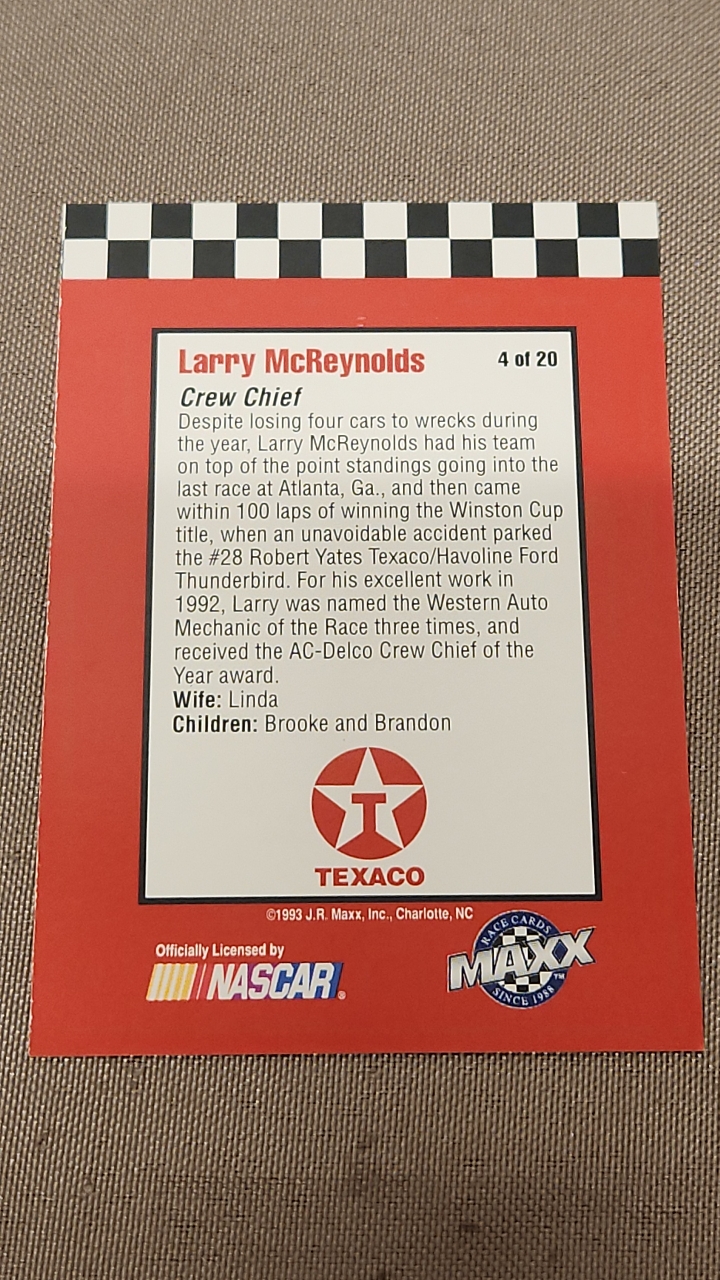 Larry McReynolds 4 of 20
Crew Chief
Despite losing four cars to wrecks during
the year, Larry McReynolds had his team
on top of the point standings going into the
last race at Atlanta, Ga., and then came
within 100 laps of winning the Winston Cup
title, when an unavoidable accident parked
the #28 Robert Yates Texaco/Havoline Ford
Thunderbird. For his excellent work in
1992, Larry was named the Western Auto
Mechanic of the Race three times, and
received the AC-Delco Crew Chief of the
Year award.
Wife: Linda
Children: Brooke and Brandon
T
TEXACO
©1993 J.R. Maxx, Inc., Charlotte, NC
Officially Licensed by
NASCAR®
RACE CARDS
MAXX™
SINCE 1988